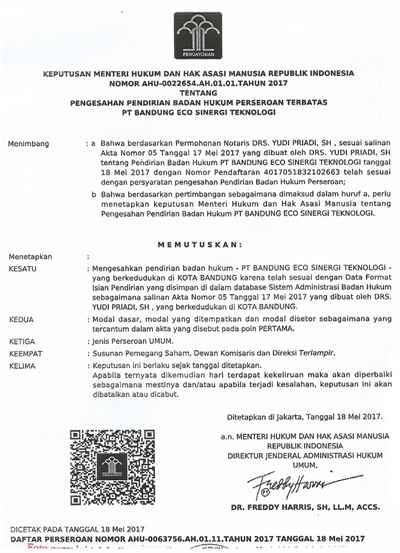 PENGAYOMAN
KEPUTUSAN MENTERI HUKUM DAN HAK ASASI MANUSIA REPUBLIK INDONESIA
NOMOR AHU-0022654.AH.01.01.TAHUN 2017
TENTANG
PENGESAHAN PENDIRIAN BADAN HUKUM PERSEROAN TERBATAS
PT BANDUNG ECO SINERGI TEKNOLOGI
Menimbang : a Bahwa berdasarkan Permohonan Notaris DRS. YUDI PRIADI, SH , sesuai salinan
Akta Nomor 05 Tanggal 17 Mei 2017 yang dibuat oleh DRS. YUDI PRIADI, SH
tentang Pendirian Badan Hukum PT BANDUNG ECO SINERGI TEKNOLOGI tanggal
18 Mei 2017 dengan Nomor Pendaftaran 4017051832102663 telah sesuai
dengan persyaratan pengesahan Pendirian Badan Hukum Perseroan;
b Bahwa berdasarkan pertimbangan sebagaimana dimaksud dalam huruf a, perlu
menetapkan keputusan Menteri Hukum dan Hak Asasi Manusia tentang
Pengesahan Pendirian Badan Hukum PT BANDUNG ECO SINERGI TEKNOLOGI.
M E M U T U S K A N :
Menetapkan :
KESATU : Mengesahkan pendirian badan hukum - PT BANDUNG ECO SINERGI TEKNOLOGI -
yang berkedudukan di KOTA BANDUNG karena telah sesuai dengan Data Format
Isian Pendirian yang disimpan di dalam database Sistem Administrasi Badan Hukum
sebagaimana salinan Akta Nomor 05 Tanggal 17 Mei 2017 yang dibuat oleh DRS.
YUDI PRIADI, SH , yang berkedudukan di KOTA BANDUNG.
KEDUA : Modal dasar, modal yang ditempatkan dan modal disetor sebagaimana yang
tercantum dalam akta yang disebut pada poin PERTAMA.
KETIGA : Jenis Perseroan UMUM.
KEEMPAT : Susunan Pemegang Saham, Dewan Komisaris dan Direksi Terlampir.
KELIMA : Keputusan ini berlaku sejak tanggal ditetapkan.
Apabila ternyata dikemudian hari terdapat kekeliruan maka akan diperbaiki
sebagaimana mestinya dan/atau apabila terjadi kesalahan, keputusan ini akan
dibatalkan atau dicabut.
Ditetapkan di Jakarta, Tanggal 18 Mei 2017.
a.n. MENTERI HUKUM DAN HAK ASASI MANUSIA
REPUBLIK INDONESIA
DIREKTUR JENDERAL ADMINISTRASI HUKUM
UMUM,
Freddy Harris
DR. FREDDY HARRIS, SH, LL.M, ACCS.
DICETAK PADA TANGGAL 18 Mei 2017
DAFTAR PERSEROAN NOMOR AHU-0063756.AH.01.11.TAHUN 2017 TANGGAL 18 Mei 2017